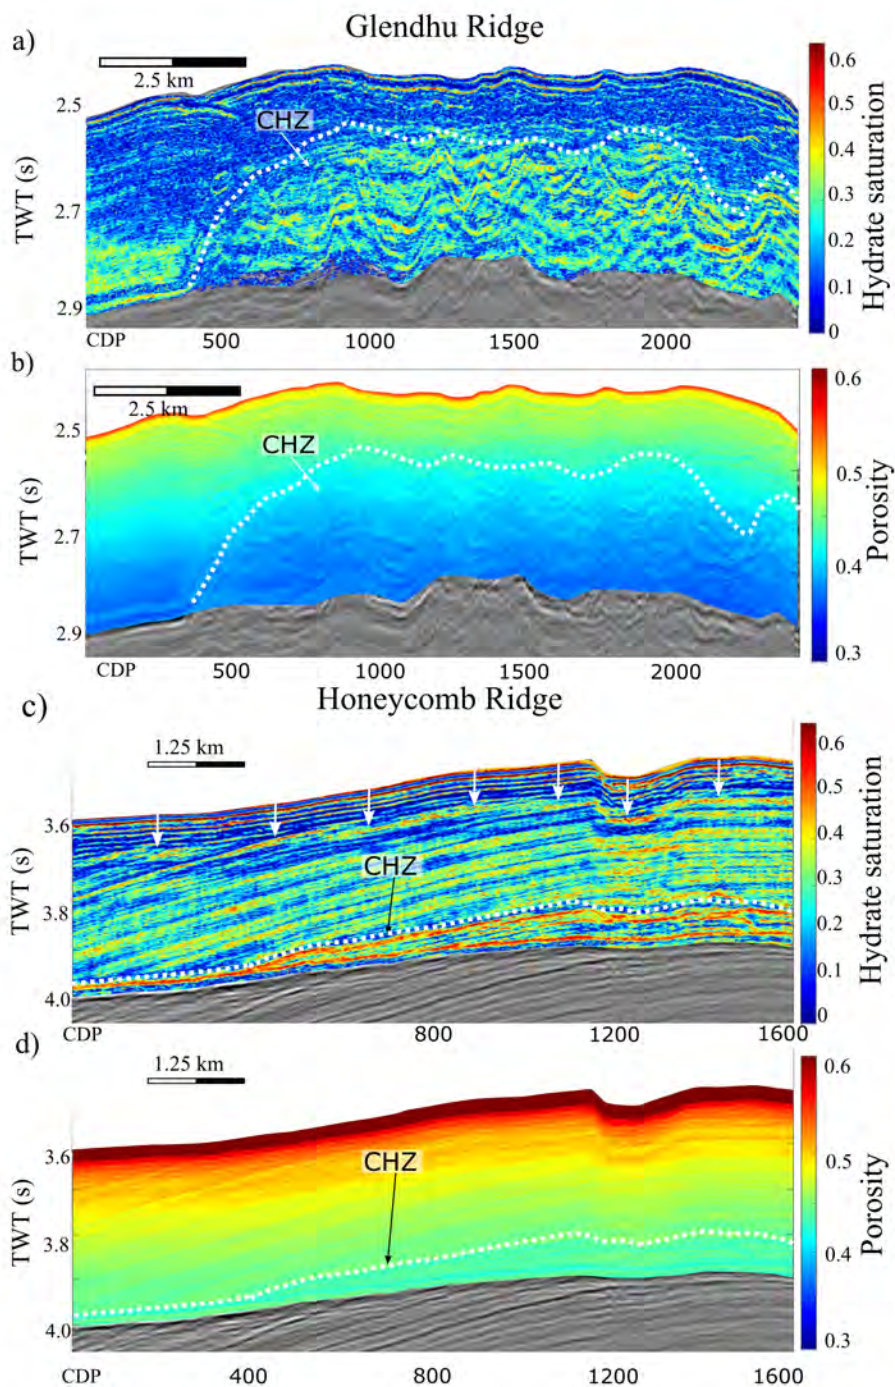 Glendhu Ridge
a)
2.5 km
CHZ
2.5
2.7
2.9
TWT (s)
CDP 500 1000 1500 2000
0.6
0.5
0.4
0.3
0.2
0.1
0
Hydrate saturation
b)
2.5 km
CHZ
2.5
2.7
2.9
TWT (s)
CDP 500 1000 1500 2000
0.6
0.5
0.4
0.3
Porosity
Honeycomb Ridge
c)
1.25 km
CHZ
3.6
3.8
4.0
TWT (s)
CDP 800 1200 1600
0.6
0.5
0.4
0.3
0.2
0.1
0
Hydrate saturation
d)
1.25 km
CHZ
3.6
3.8
4.0
TWT (s)
CDP 400 800 1200 1600
0.6
0.5
0.4
0.3
Porosity